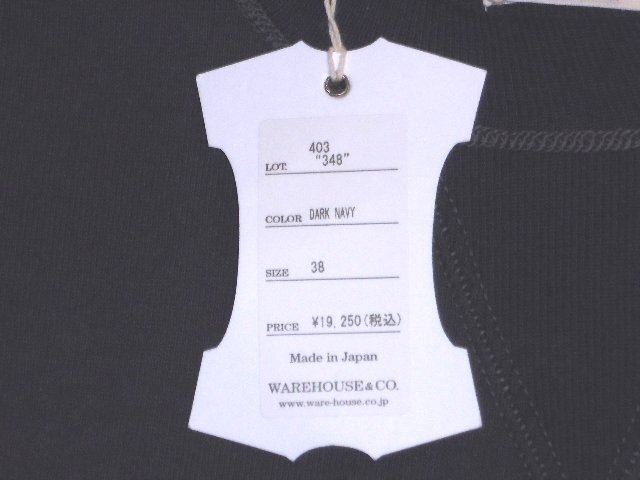 403
LOT. "348"
COLOR DARK NAVY
SIZE 38
PRICE ¥19,250(税込)
Made in Japan
WAREHOUSE&CO.
www.ware-house.co.jp